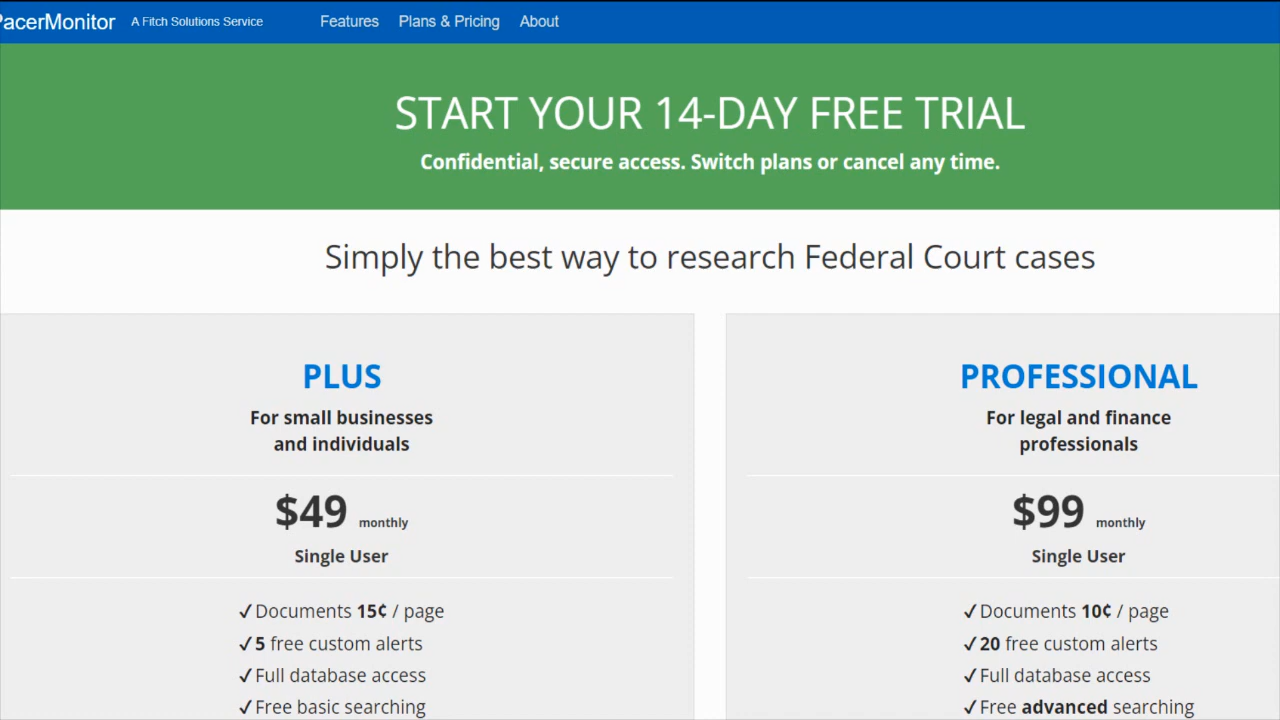 PacerMonitor A Fitch Solutions Service Features Plans & Pricing About
START YOUR 14-DAY FREE TRIAL
Confidential, secure access. Switch plans or cancel any time.
Simply the best way to research Federal Court cases
PLUS
For small businesses
and individuals
$49 monthly
Single User
✓ Documents 15¢ / page
✓ 5 free custom alerts
✓ Full database access
✓ Free basic searching
PROFESSIONAL
For legal and finance
professionals
$99 monthly
Single User
✓ Documents 10¢ / page
✓ 20 free custom alerts
✓ Full database access
✓ Free advanced searching